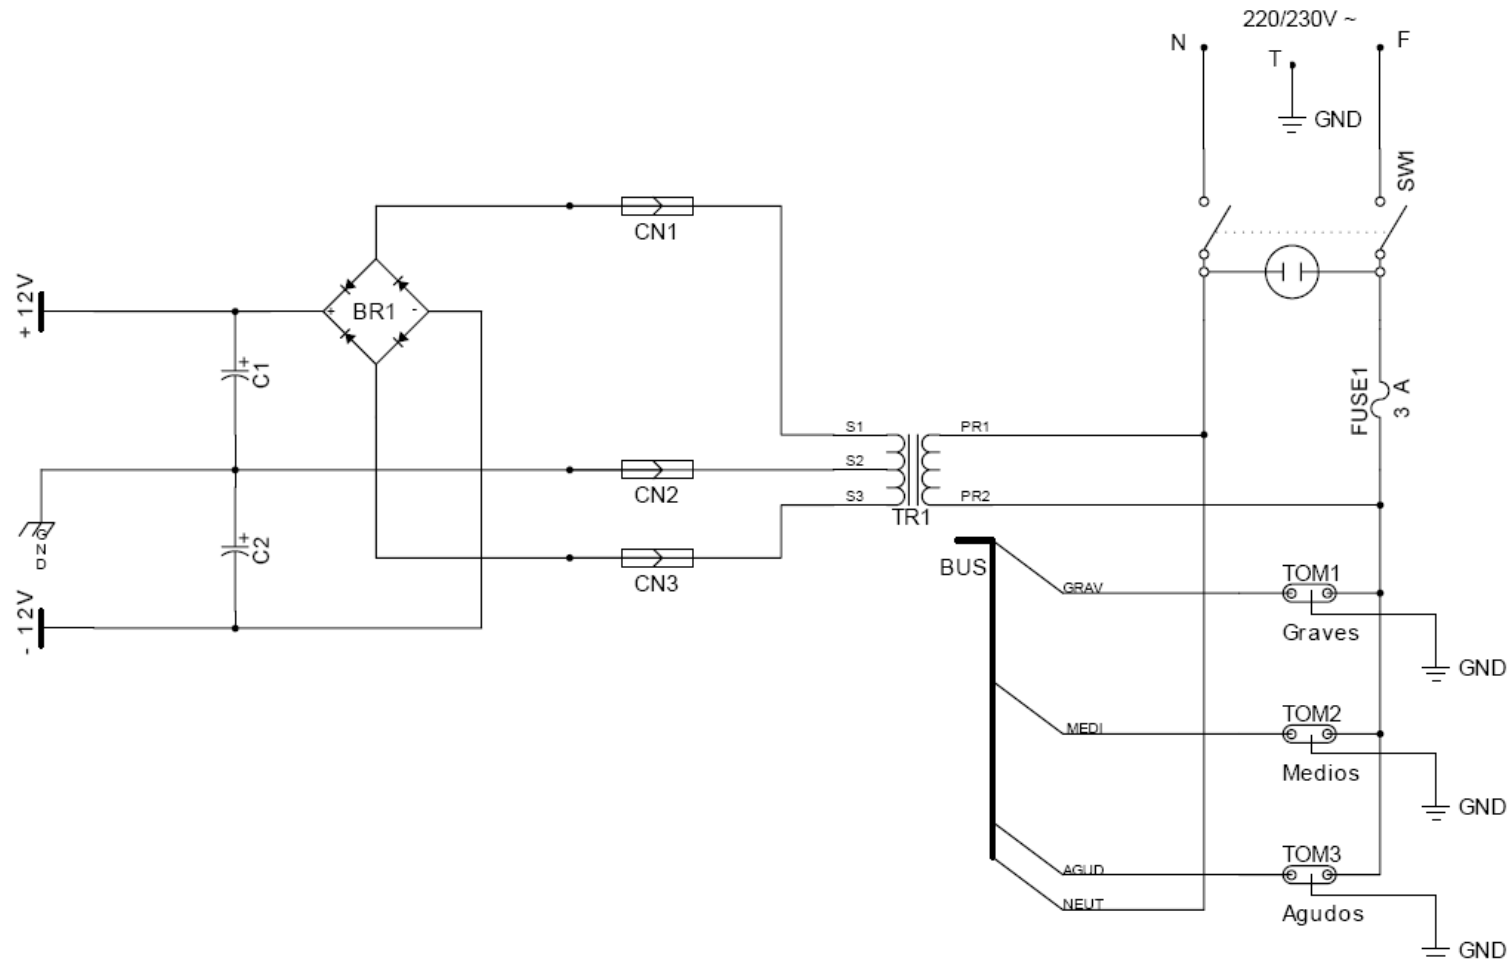 220/230V ~
N
T
F
GND
SW1
CN1
+12V
+
BR1
-
+
C1
FUSE1
3 A
S1
PR1
S2
CN2
S3
PR2
TR1
GND
+
C2
BUS
CN3
-12V
GRAV
TOM1
Graves
GND
MEDI
TOM2
Medios
GND
AGUD
TOM3
NEUT
Agudos
GND